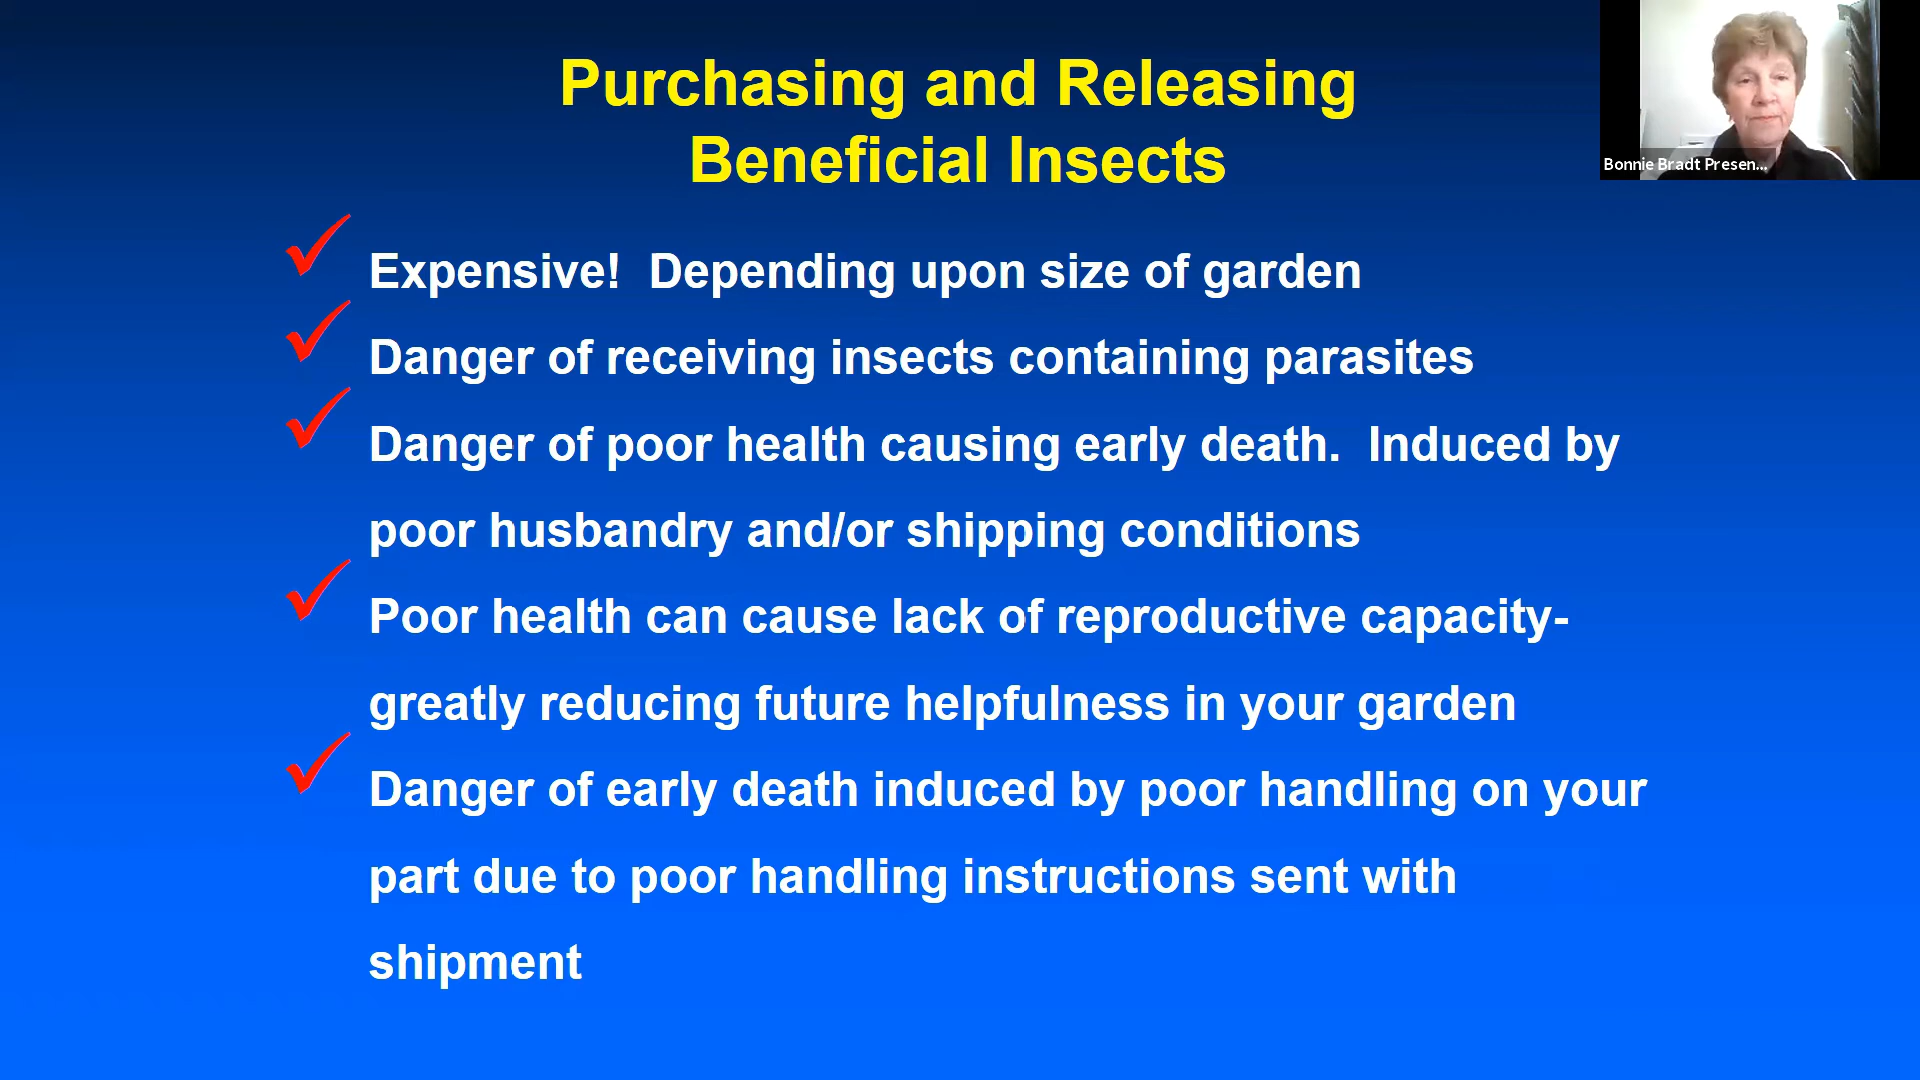 Purchasing and Releasing
Beneficial Insects
Bonnie Bradt Presen...
Expensive!  Depending upon size of garden
Danger of receiving insects containing parasites
Danger of poor health causing early death.  Induced by
poor husbandry and/or shipping conditions
Poor health can cause lack of reproductive capacity-
greatly reducing future helpfulness in your garden
Danger of early death induced by poor handling on your
part due to poor handling instructions sent with
shipment